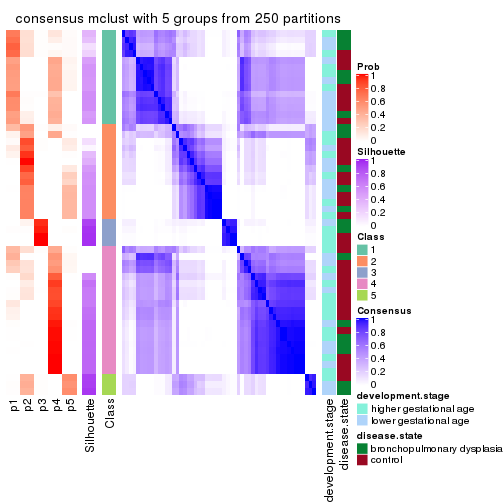 consensus mclust with 5 groups from 250 partitions
Prob
1
0.8
0.6
0.4
0.2
0
Silhouette
1
0.8
0.6
0.4
0.2
0
Class
1
2
3
4
5
Consensus
1
0.8
0.6
0.4
0.2
0
development.stage
higher gestational age
lower gestational age
disease.state
bronchopulmonary dysplasia
control
p1
p2
p3
p4
p5
Silhouette
Class
development.stage
disease.state